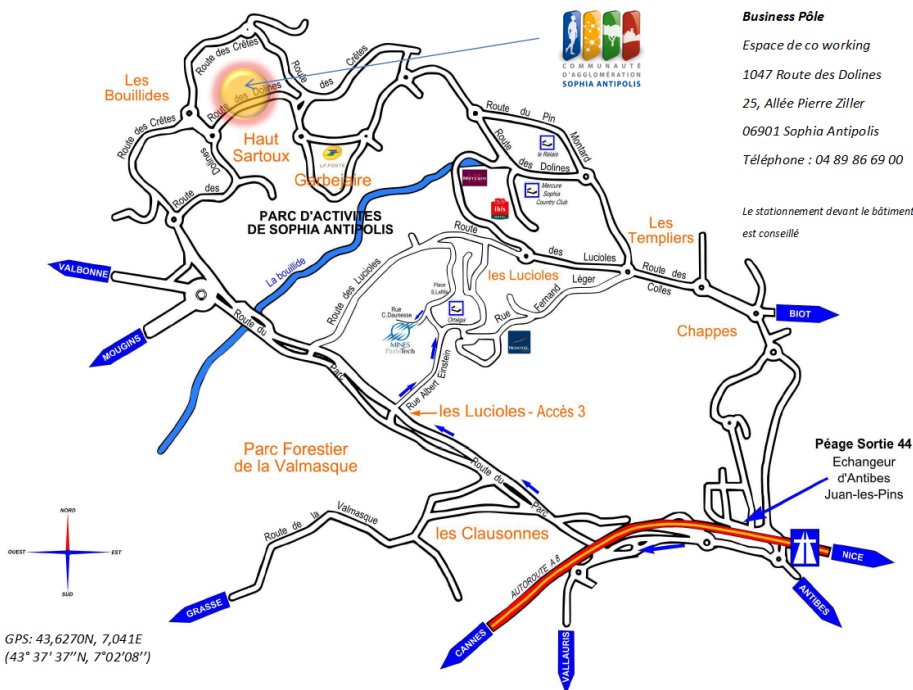 Business Pôle
Espace de co working
1047 Route des Dolines
25, Allée Pierre Ziller
06901 Sophia Antipolis
Téléphone : 04 89 86 69 00
Le stationnement devant le bâtiment
est conseillé
COMMUNAUTÉ
D'AGGLOMÉRATION
SOPHIA ANTIPOLIS
Route des Crêtes
Route des Crêtes
Les
Bouillides
Route des Dolines
Route des Crêtes
Haut
Sartoux
LA POSTE
Garbejaire
Route des Dolines
PARC D'ACTIVITES
DE SOPHIA ANTIPOLIS
Route du Pin Montard
le Relais
Route des Dolines
Mercure
Mercure
Sophia
Country Club
ibis
HOTEL
Les
Templiers
Route des Lucioles
les Lucioles
Route des Colles
VALBONNE
La bouillide
MOUGINS
Route du Parc
Route des Lucioles
Place
S.Lafitte
Rue
C.Daunesse
Oméga
Rue Fernand Léger
MINES
ParisTech
NOVOTEL
Rue Albert Einstein
BIOT
Chappes
les Lucioles - Accès 3
Parc Forestier
de la Valmasque
Route du Parc
Péage Sortie 44
Echangeur
d'Antibes
Juan-les-Pins
Route de la Valmasque
les Clausonnes
AUTOROUTE A 8
NORD
OUEST
EST
SUD
GRASSE
CANNES
VALLAURIS
ANTIBES
NICE
GPS: 43,6270N, 7,041E
(43° 37' 37’’N, 7°02’08’’)